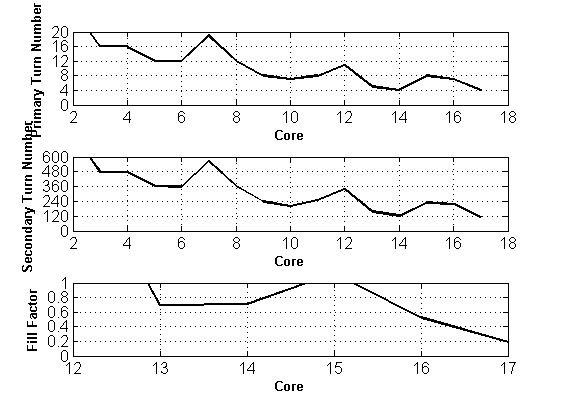 Primary Turn Number
20
16
12
8
4
0
2 4 6 8 10 12 14 16 18
Core
Secondary Turn Number
600
480
360
240
120
0
2 4 6 8 10 12 14 16 18
Core
Fill Factor
1
0.8
0.6
0.4
0.2
0
12 13 14 15 16 17
Core